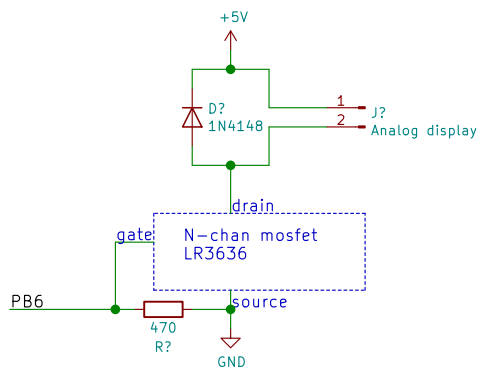 +5V
1
D?
J?
1N4148
2
Analog display
drain
gate
N-chan mosfet
LR3636
PB6
source
470
R?
GND